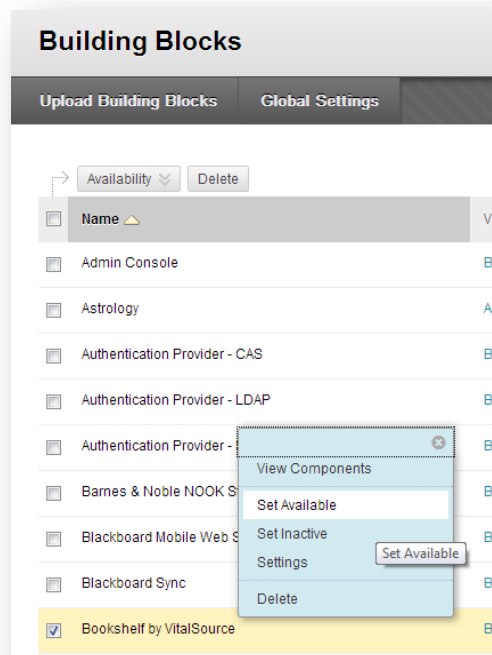 Building Blocks
Upload Building Blocks Global Settings
Availability Delete
Name V
Admin Console B
Astrology A
Authentication Provider - CAS B
Authentication Provider - LDAP B
Authentication Provider - B
View Components
Barnes & Noble NOOK S B
Set Available
Set Inactive
Blackboard Mobile Web S B
Set Available
Settings
Blackboard Sync B
Delete
Bookshelf by VitalSource B